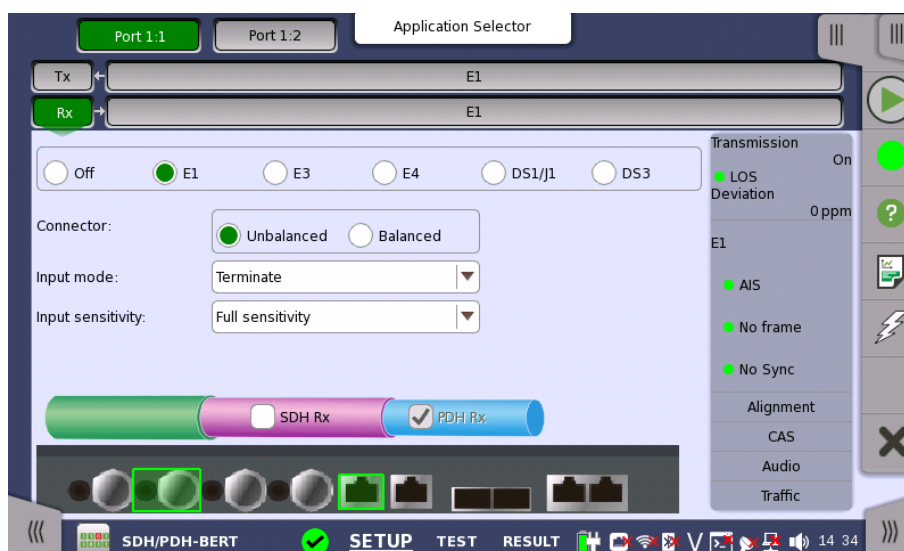 Port 1:1 Port 1:2 Application Selector
Tx E1
Rx E1
Off E1 E3 E4 DS1/J1 DS3
Connector: Unbalanced Balanced
Input mode: Terminate
Input sensitivity: Full sensitivity
SDH Rx PDH Rx
Transmission
On
LOS
Deviation
0 ppm
E1
AIS
No frame
No Sync
Alignment
CAS
Audio
Traffic
SDH/PDH-BERT SETUP TEST RESULT 14 34